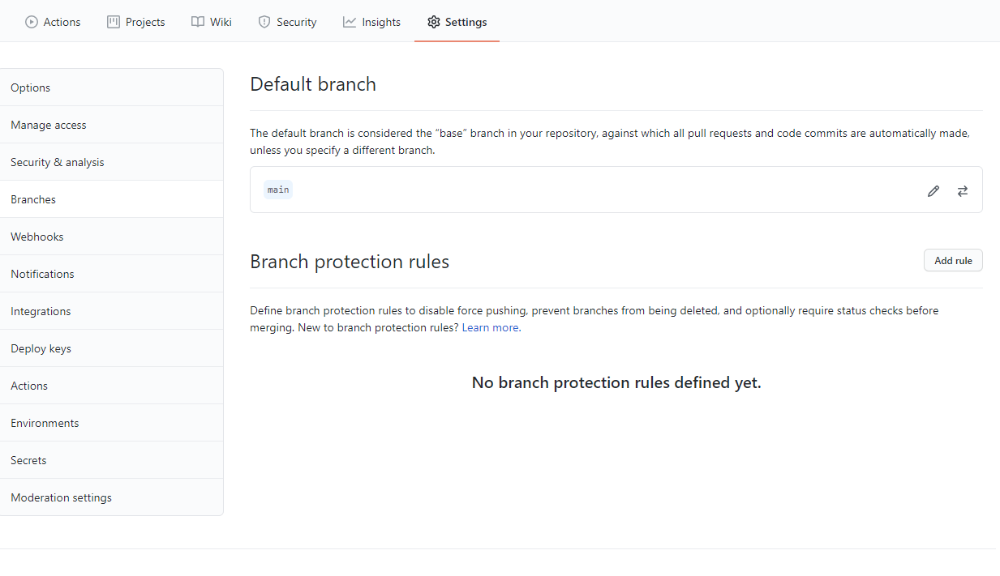 Actions Projects Wiki Security Insights Settings
Options
Manage access
Security & analysis
Branches
Webhooks
Notifications
Integrations
Deploy keys
Actions
Environments
Secrets
Moderation settings
Default branch
The default branch is considered the “base” branch in your repository, against which all pull requests and code commits are automatically made,
unless you specify a different branch.
main
Branch protection rules
Add rule
Define branch protection rules to disable force pushing, prevent branches from being deleted, and optionally require status checks before
merging. New to branch protection rules? Learn more.
No branch protection rules defined yet.